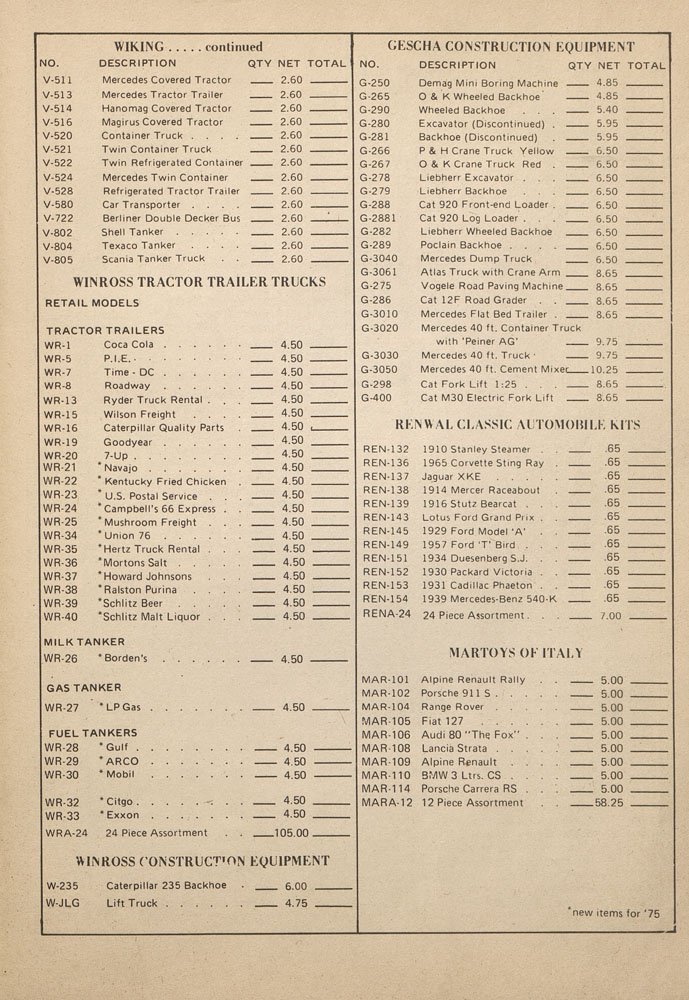 WIKING . . . . . continued
NO. DESCRIPTION QTY NET TOTAL
V-511 Mercedes Covered Tractor 2.60
V-513 Mercedes Tractor Trailer 2.60
V-514 Hanomag Covered Tractor 2.60
V-516 Magirus Covered Tractor 2.60
V-520 Container Truck . . . . 2.60
V-521 Twin Container Truck 2.60
V-522 Twin Refrigerated Container 2.60
V-524 Mercedes Twin Container 2.60
V-528 Refrigerated Tractor Trailer 2.60
V-580 Car Transporter . . . . 2.60
V-722 Berliner Double Decker Bus 2.60
V-802 Shell Tanker . . . . . 2.60
V-804 Texaco Tanker . . . . 2.60
V-805 Scania Tanker Truck . . 2.60
WINROSS TRACTOR TRAILER TRUCKS
RETAIL MODELS
TRACTOR TRAILERS
WR-1 Coca Cola . . . . . . 4.50
WR-5 P.I.E. . . . . . . . 4.50
WR-7 Time - DC . . . . . . 4.50
WR-8 Roadway . . . . . . 4.50
WR-13 Ryder Truck Rental . . . 4.50
WR-15 Wilson Freight . . . . 4.50
WR-16 Caterpillar Quality Parts . 4.50
WR-19 Goodyear . . . . . . 4.50
WR-20 7-Up . . . . . . . 4.50
WR-21 *Navajo . . . . . . 4.50
WR-22 *Kentucky Fried Chicken . 4.50
WR-23 *U.S. Postal Service . . . 4.50
WR-24 *Campbell's 66 Express . . 4.50
WR-25 *Mushroom Freight . . . 4.50
WR-34 *Union 76 . . . . . . 4.50
WR-35 *Hertz Truck Rental . . . 4.50
WR-36 *Mortons Salt . . . . . 4.50
WR-37 *Howard Johnsons . . . 4.50
WR-38 *Ralston Purina . . . . 4.50
WR-39 *Schlitz Beer . . . . . 4.50
WR-40 *Schlitz Malt Liquor . . . 4.50
MILK TANKER
WR-26 *Borden's . . . . . . 4.50
GAS TANKER
WR-27 *LP Gas . . . . . . 4.50
FUEL TANKERS
WR-28 *Gulf . . . . . . . 4.50
WR-29 *ARCO . . . . . . 4.50
WR-30 *Mobil . . . . . . 4.50
WR-32 *Citgo . . . . . . . 4.50
WR-33 *Exxon . . . . . . 4.50
WRA-24 24 Piece Assortment . . 105.00
WINROSS CONSTRUCTION EQUIPMENT
W-235 Caterpillar 235 Backhoe . 6.00
W-JLG Lift Truck . . . . . . 4.75
GESCHA CONSTRUCTION EQUIPMENT
NO. DESCRIPTION QTY NET TOTAL
G-250 Demag Mini Boring Machine 4.85
G-265 O & K Wheeled Backhoe 4.85
G-290 Wheeled Backhoe . . . 5.40
G-280 Excavator (Discontinued) . 5.95
G-281 Backhoe (Discontinued) . 5.95
G-266 P & H Crane Truck Yellow 6.50
G-267 O & K Crane Truck Red . 6.50
G-278 Liebherr Excavator . . . 6.50
G-279 Liebherr Backhoe . . . 6.50
G-288 Cat 920 Front-end Loader . 6.50
G-2881 Cat 920 Log Loader . . . 6.50
G-282 Liebherr Wheeled Backhoe 6.50
G-289 Poclain Backhoe . . . . 6.50
G-3040 Mercedes Dump Truck 6.50
G-3061 Atlas Truck with Crane Arm 8.65
G-275 Vogele Road Paving Machine 8.65
G-286 Cat 12F Road Grader . . 8.65
G-3010 Mercedes Flat Bed Trailer . 8.65
G-3020 Mercedes 40 ft. Container Truck
with 'Peiner AG' 9.75
G-3030 Mercedes 40 ft. Truck 9.75
G-3050 Mercedes 40 ft. Cement Mixer 10.25
G-298 Cat Fork Lift 1:25 . . . 8.65
G-400 Cat M30 Electric Fork Lift 8.65
RENWAL CLASSIC AUTOMOBILE KITS
REN-132 1910 Stanley Steamer . . .65
REN-136 1965 Corvette Sting Ray . .65
REN-137 Jaguar XKE . . . . . .65
REN-138 1914 Mercer Raceabout .65
REN-139 1916 Stutz Bearcat . . . .65
REN-143 Lotus Ford Grand Prix . . .65
REN-145 1929 Ford Model 'A' . . .65
REN-149 1957 Ford 'T' Bird . . . .65
REN-151 1934 Duesenberg S.J. . . .65
REN-152 1930 Packard Victoria . . .65
REN-153 1931 Cadillac Phaeton . . .65
REN-154 1939 Mercedes-Benz 540-K .65
RENA-24 24 Piece Assortment . . . 7.00
MARTOYS OF ITALY
MAR-101 Alpine Renault Rally . . 5.00
MAR-102 Porsche 911 S . . . . . 5.00
MAR-104 Range Rover . . . . . 5.00
MAR-105 Fiat 127 . . . . . . 5.00
MAR-106 Audi 80 "The Fox" . . . 5.00
MAR-108 Lancia Strata . . . . . 5.00
MAR-109 Alpine Renault . . . . 5.00
MAR-110 BMW 3 Ltrs. CS . . . . 5.00
MAR-114 Porsche Carrera RS . . . 5.00
MARA-12 12 Piece Assortment . . 58.25
*new items for '75